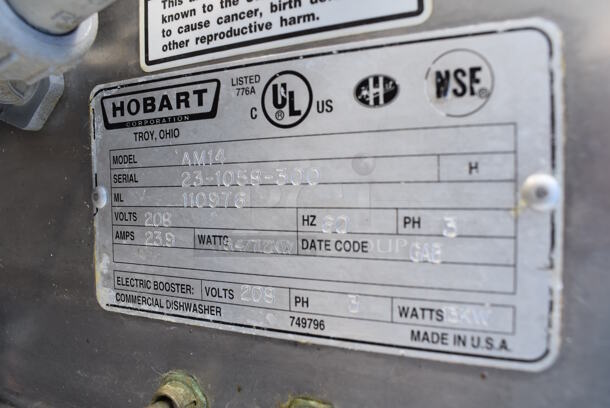 known to the
to cause cancer, birth
other reproductive harm.
HOBART
CORPORATION
TROY, OHIO
LISTED
776A
C UL US
NSF
MODEL AM14 H
SERIAL 23-1059-300
ML 110976
VOLTS 208 HZ 60 PH 3
AMPS 23.9 WATTS DATE CODE
ELECTRIC BOOSTER: VOLTS 208 PH 3 WATTS 5KW
COMMERCIAL DISHWASHER 749796 MADE IN U.S.A.